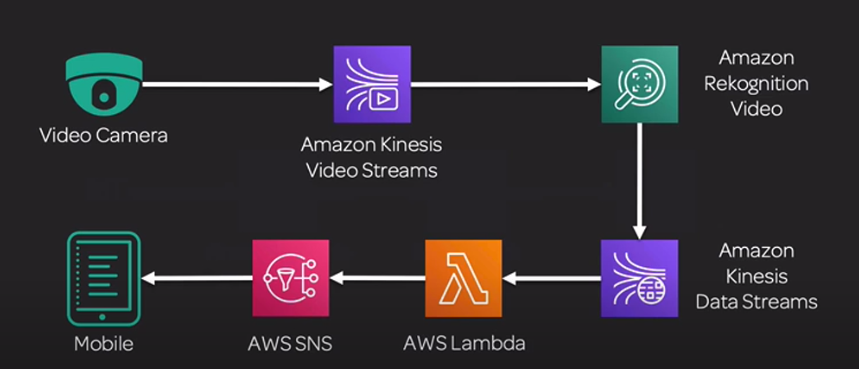 Video Camera
Amazon Kinesis
Video Streams
Amazon
Rekognition
Video
Mobile
AWS SNS
AWS Lambda
Amazon
Kinesis
Data Streams